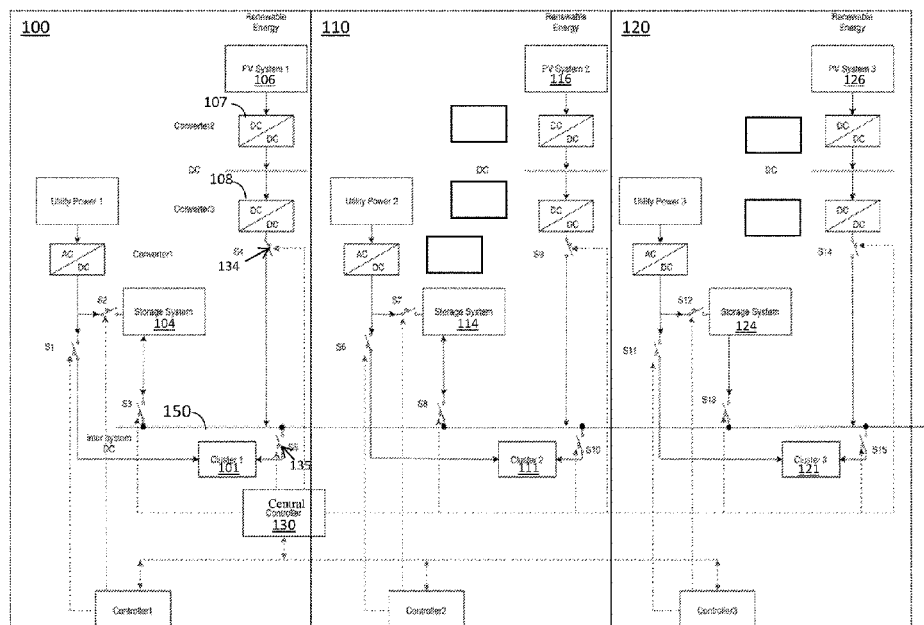 100
Renewable
Energy
PV System 1
106
107
Converter2
DC
DC
DC
108
Utility Power 1
Converter3
DC
DC
S4
134
AC
DC
Converter1
S2
Storage System
104
S1
S3
150
Inter system
DC
Cluster 1
101
S5
135
Central
Controller
130
Controller1
110
Renewable
Energy
PV System 2
116
DC
DC
DC
Utility Power 2
DC
DC
S9
AC
DC
S7
Storage System
114
S6
S8
Cluster 2
111
S10
Controller2
120
Renewable
Energy
PV System 3
126
DC
DC
DC
Utility Power 3
DC
DC
S14
AC
DC
S12
Storage System
124
S11
S13
Cluster 3
121
S15
Controller3